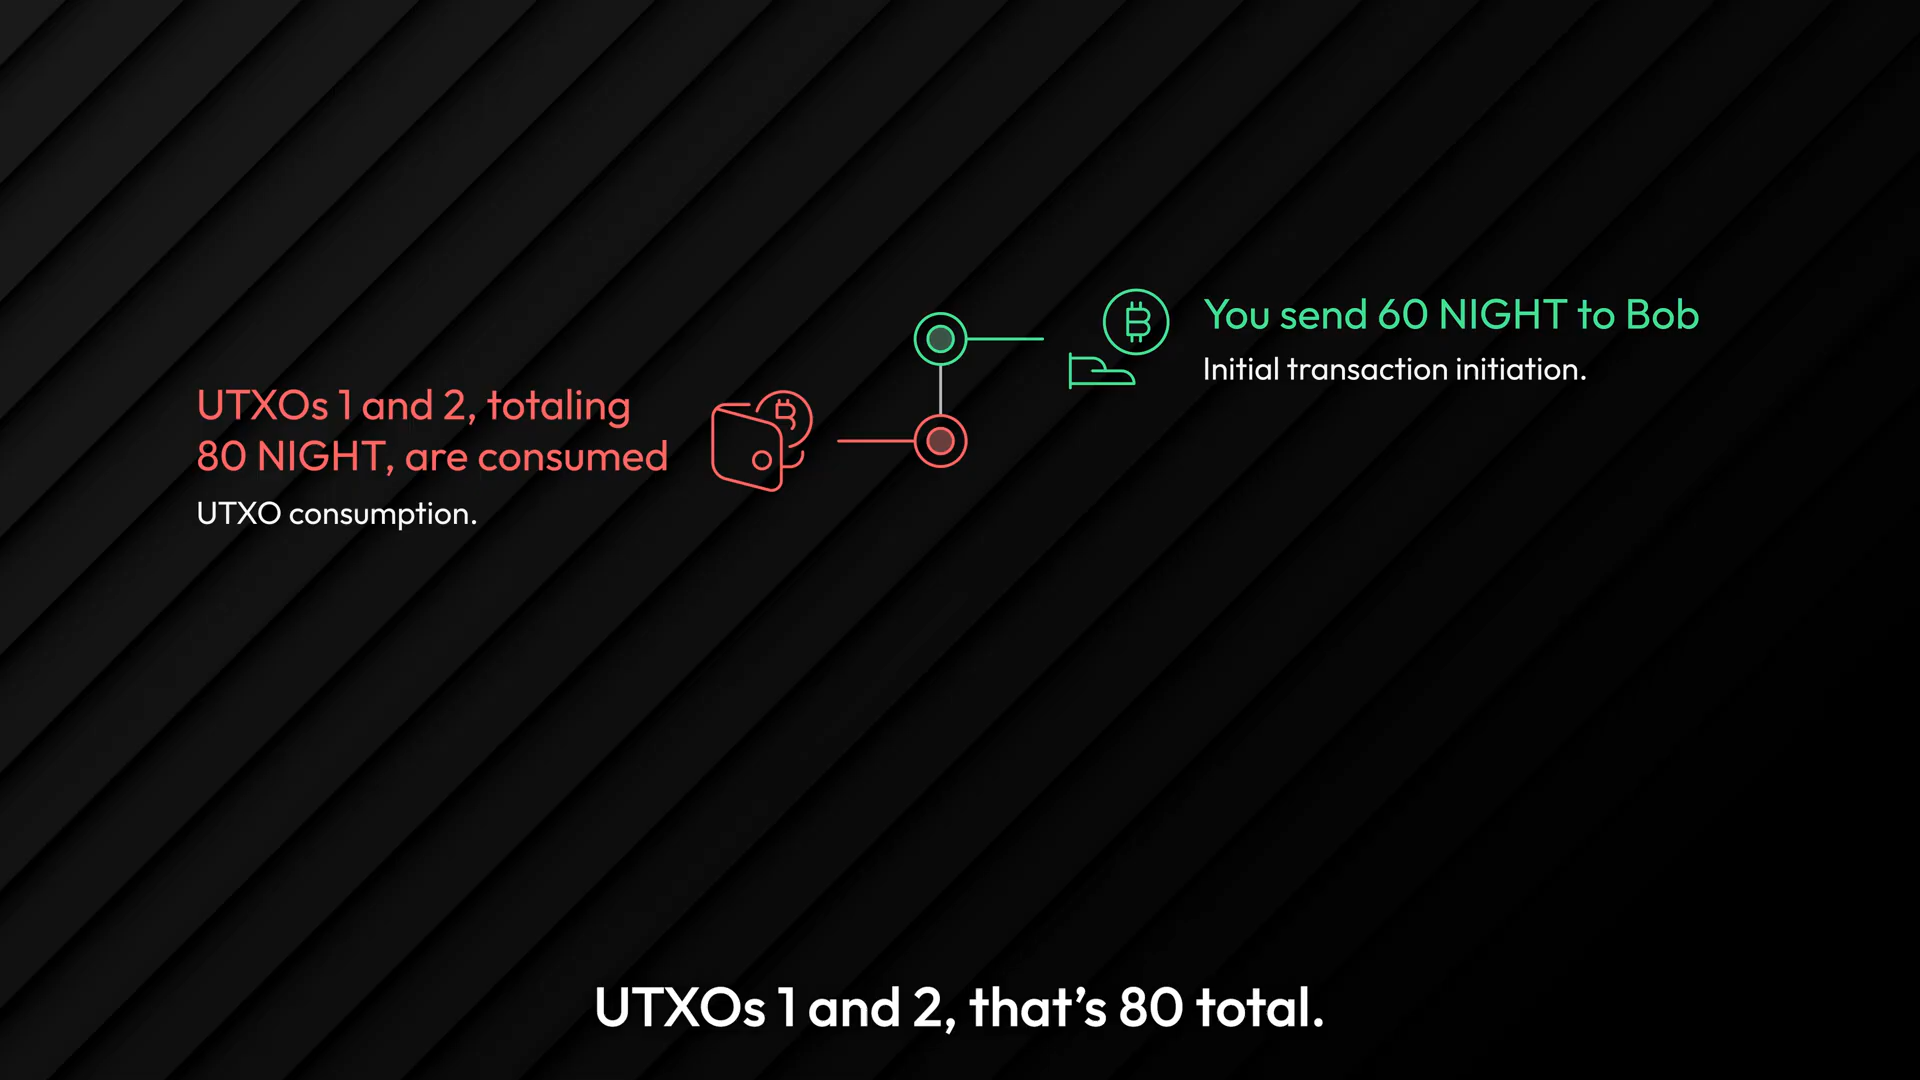 You send 60 NIGHT to Bob
Initial transaction initiation.
UTXOs 1 and 2, totaling
80 NIGHT, are consumed
UTXO consumption.
UTXOs 1 and 2, that’s 80 total.